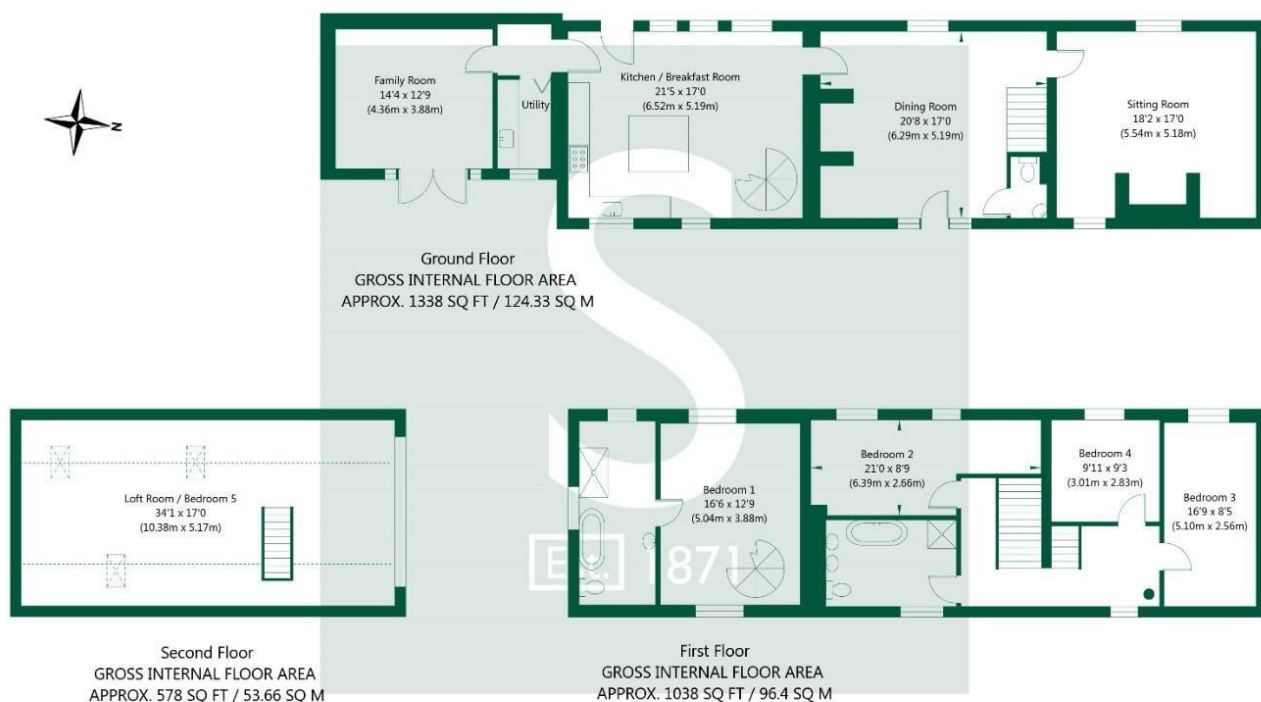 N
Family Room
14'4 x 12'9
(4.36m x 3.88m)
Utility
Kitchen / Breakfast Room
21'5 x 17'0
(6.52m x 5.19m)
Dining Room
20'8 x 17'0
(6.29m x 5.19m)
Sitting Room
18'2 x 17'0
(5.54m x 5.18m)
Ground Floor
GROSS INTERNAL FLOOR AREA
APPROX. 1338 SQ FT / 124.33 SQ M
S
Est. 1871
Loft Room / Bedroom 5
34'1 x 17'0
(10.38m x 5.17m)
Second Floor
GROSS INTERNAL FLOOR AREA
APPROX. 578 SQ FT / 53.66 SQ M
Bedroom 1
16'6 x 12'9
(5.04m x 3.88m)
Bedroom 2
21'0 x 8'9
(6.39m x 2.66m)
Bedroom 4
9'11 x 9'3
(3.01m x 2.83m)
Bedroom 3
16'9 x 8'5
(5.10m x 2.56m)
First Floor
GROSS INTERNAL FLOOR AREA
APPROX. 1038 SQ FT / 96.4 SQ M